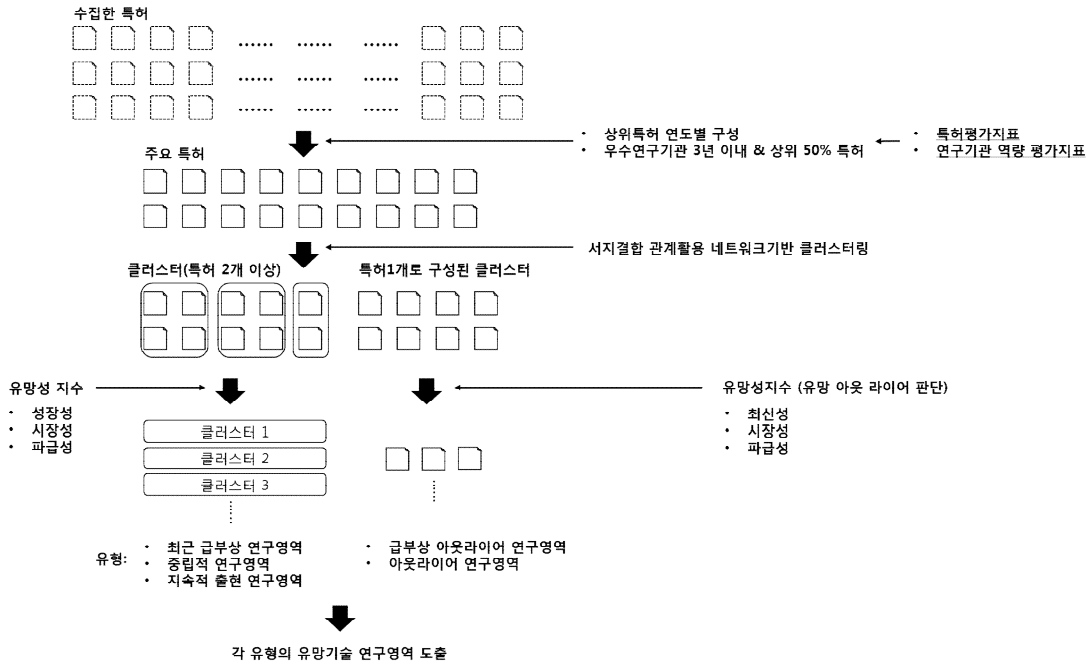 수집한 특허
...... ...... ......
...... ...... ......
...... ...... ......
• 상위특허 연도별 구성
• 우수연구기관 3년 이내 & 상위 50% 특허
• 특허평가지표
• 연구기관 역량 평가지표
주요 특허
서지결합 관계활용 네트워크기반 클러스터링
클러스터(특허 2개 이상)
특허1개로 구성된 클러스터
유망성 지수
• 성장성
• 시장성
• 파급성
유망성지수 (유망 아웃 라이어 판단)
• 최신성
• 시장성
• 파급성
클러스터 1
클러스터 2
클러스터 3
유형:
• 최근 급부상 연구영역
• 중립적 연구영역
• 지속적 출현 연구영역
• 급부상 아웃라이어 연구영역
• 아웃라이어 연구영역
각 유형의 유망기술 연구영역 도출